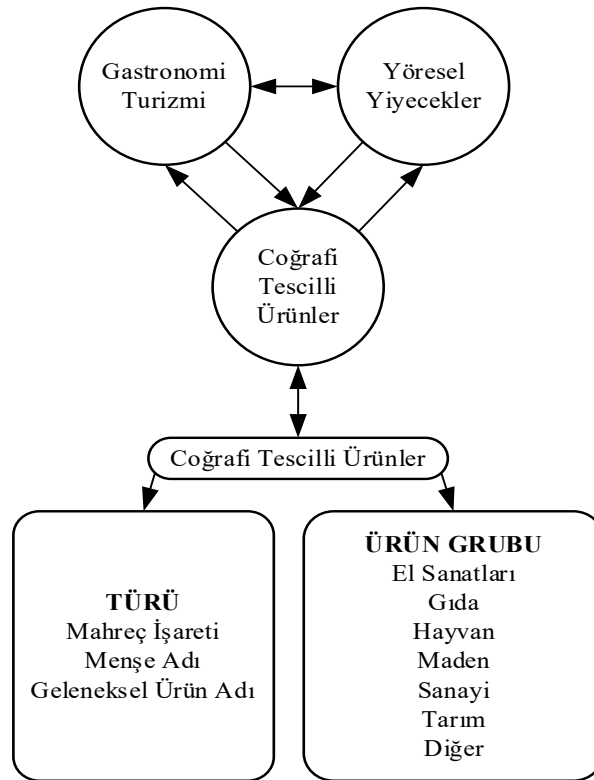 Gastronomi
Turizmi
Yöresel
Yiyecekler
Coğrafi
Tescilli
Ürünler
Coğrafi Tescilli Ürünler
TÜRÜ
Mahreç İşareti
Menşe Adı
Geleneksel Ürün Adı
ÜRÜN GRUBU
El Sanatları
Gıda
Hayvan
Maden
Sanayi
Tarım
Diğer